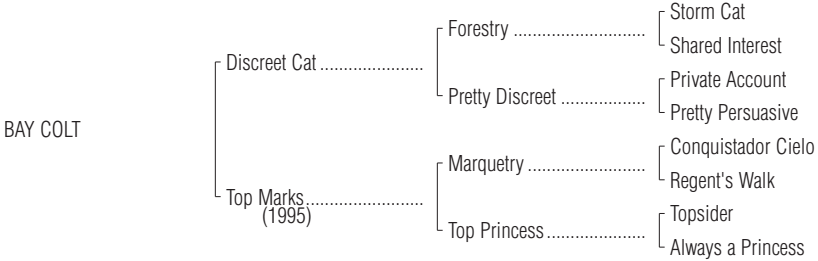 Storm Cat
Forestry ............................
Shared Interest
Discreet Cat ......................
Private Account
Pretty Discreet ..................
Pretty Persuasive
BAY COLT
Conquistador Cielo
Marquetry .........................
Regent's Walk
Top Marks.........................
(1995)
Topsider
Top Princess.....................
Always a Princess